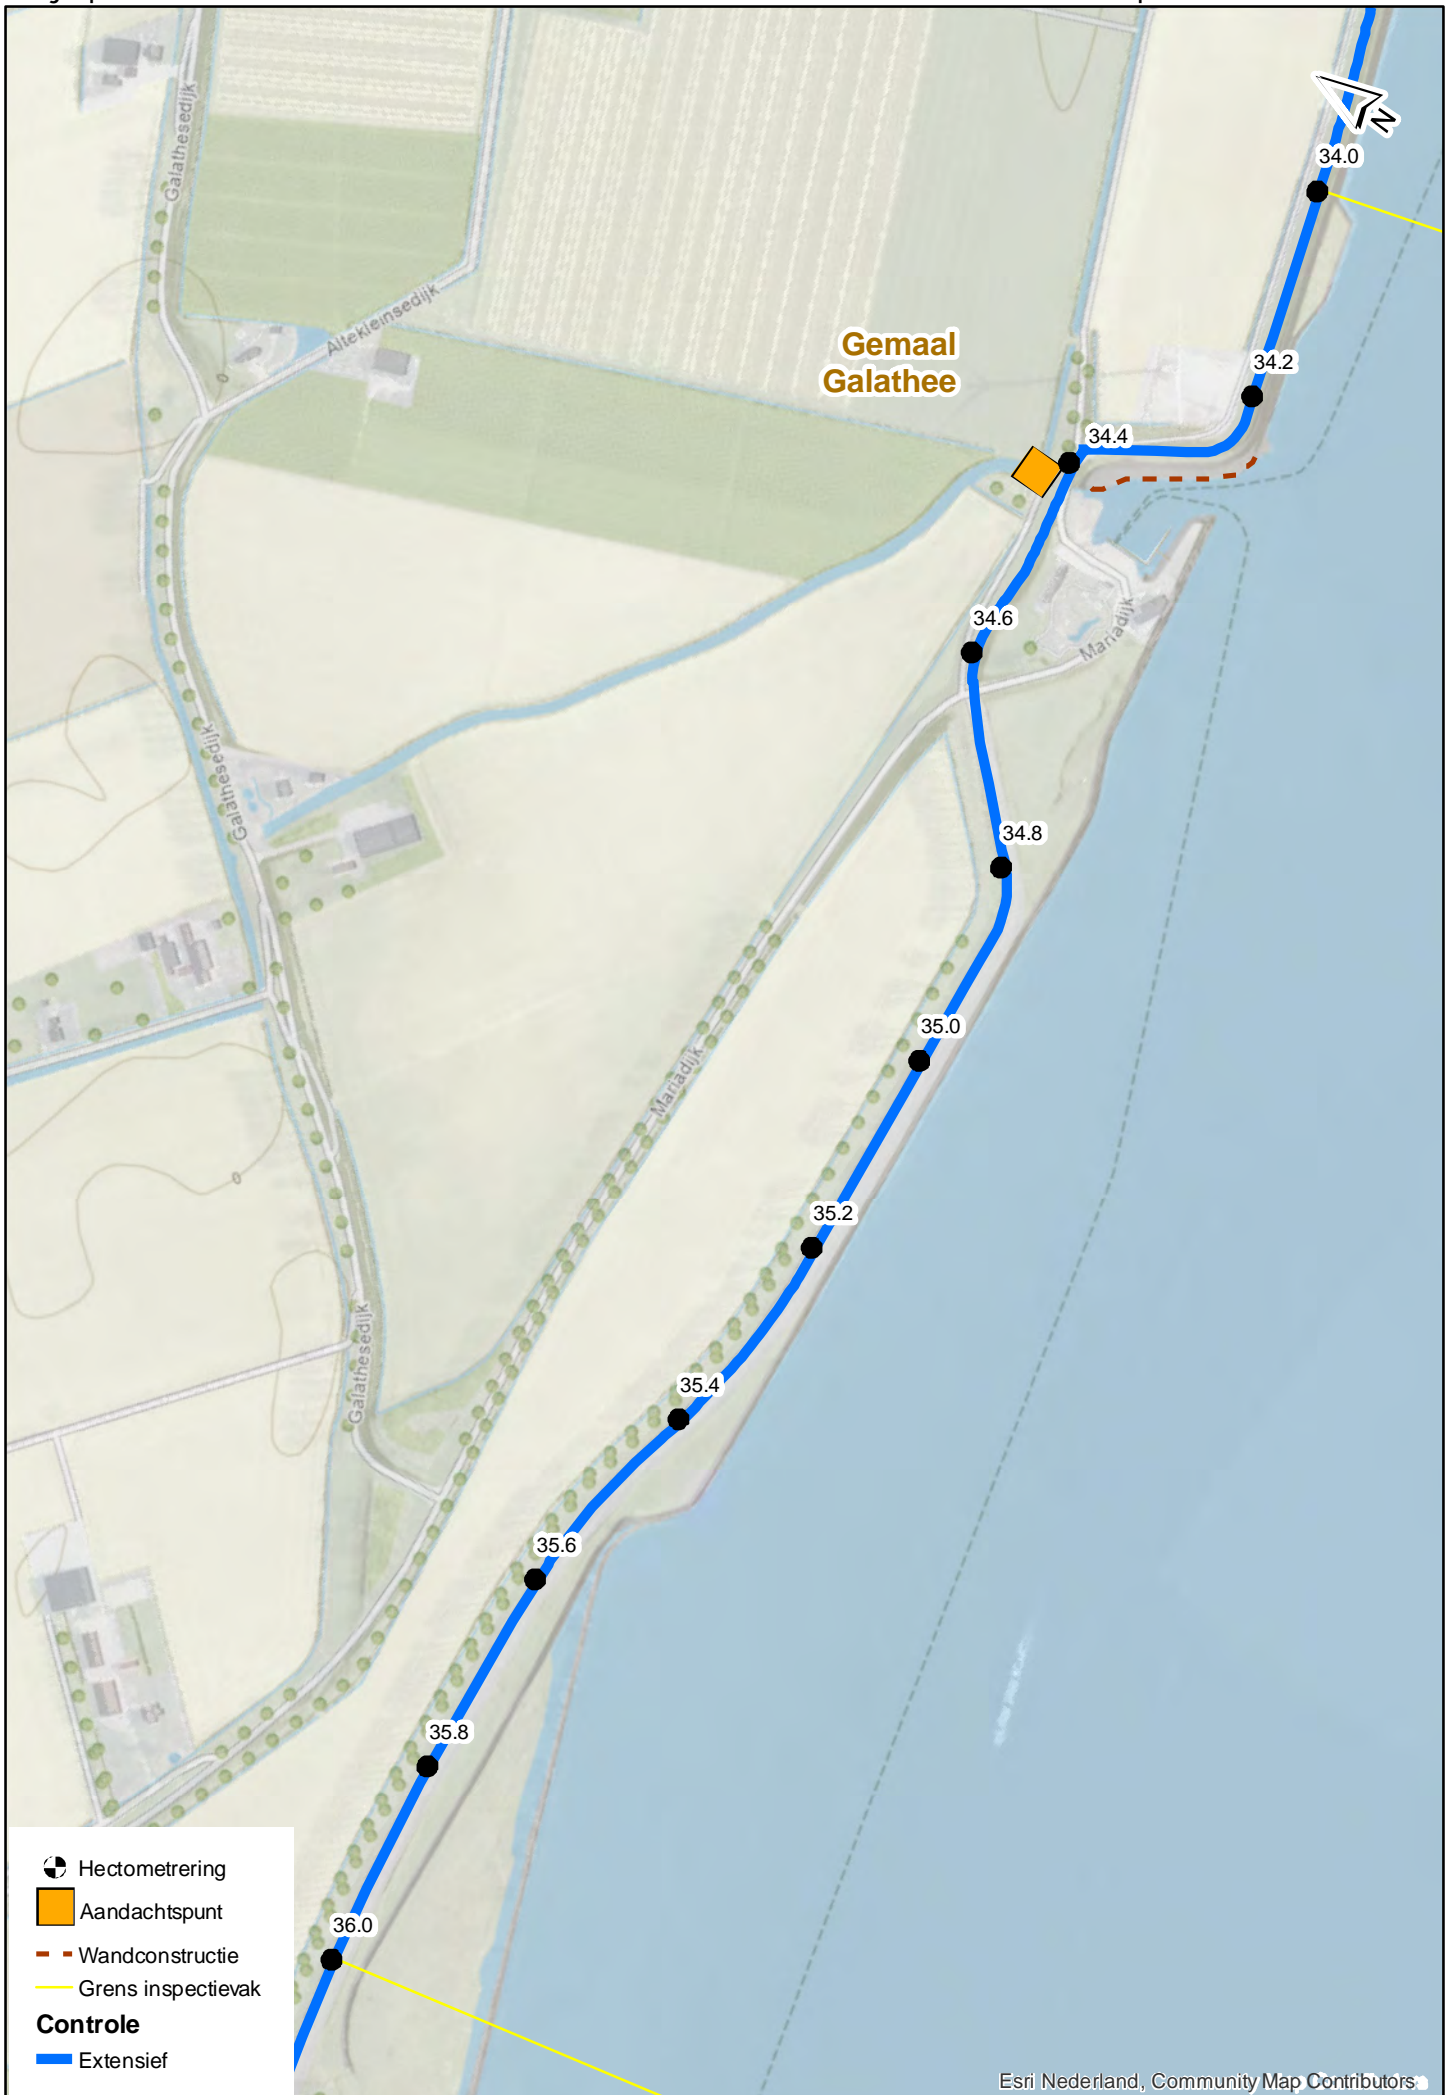 Galathesedijk
N
34.0
Altekleinsedijk
0
Gemaal
Galathee
34.2
34.4
34.6
Mariadijk
Galathesedijk
34.8
35.0
Mariadijk
0
35.2
Galathesedijk
35.4
35.6
35.8
36.0
Hectometrering
Aandachtspunt
Wandconstructie
Grens inspectievak
Controle
Extensief
Esri Nederland, Community Map Contributors